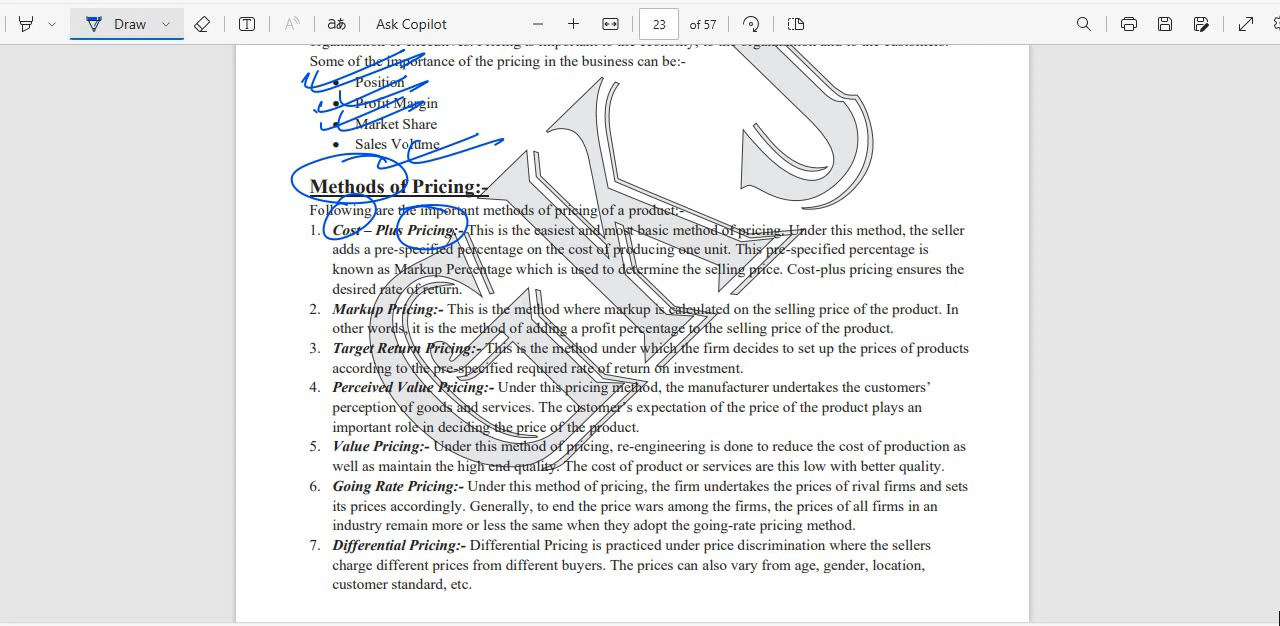 Draw
aあ
Ask Copilot
23 of 57
Some of the importance of the pricing in the business can be:-
• Position
• Profit Margin
• Market Share
• Sales Volume
Methods of Pricing:-
Following are the important methods of pricing of a product:-
1. Cost – Plus Pricing:- This is the easiest and most basic method of pricing. Under this method, the seller
adds a pre-specified percentage on the cost of producing one unit. This pre-specified percentage is
known as Markup Percentage which is used to determine the selling price. Cost-plus pricing ensures the
desired rate of return.
2. Markup Pricing:- This is the method where markup is calculated on the selling price of the product. In
other words, it is the method of adding a profit percentage to the selling price of the product.
3. Target Return Pricing:- This is the method under which the firm decides to set up the prices of products
according to the pre-specified required rate of return on investment.
4. Perceived Value Pricing:- Under this pricing method, the manufacturer undertakes the customers’
perception of goods and services. The customer’s expectation of the price of the product plays an
important role in deciding the price of the product.
5. Value Pricing:- Under this method of pricing, re-engineering is done to reduce the cost of production as
well as maintain the high end quality. The cost of product or services are this low with better quality.
6. Going Rate Pricing:- Under this method of pricing, the firm undertakes the prices of rival firms and sets
its prices accordingly. Generally, to end the price wars among the firms, the prices of all firms in an
industry remain more or less the same when they adopt the going-rate pricing method.
7. Differential Pricing:- Differential Pricing is practiced under price discrimination where the sellers
charge different prices from different buyers. The prices can also vary from age, gender, location,
customer standard, etc.